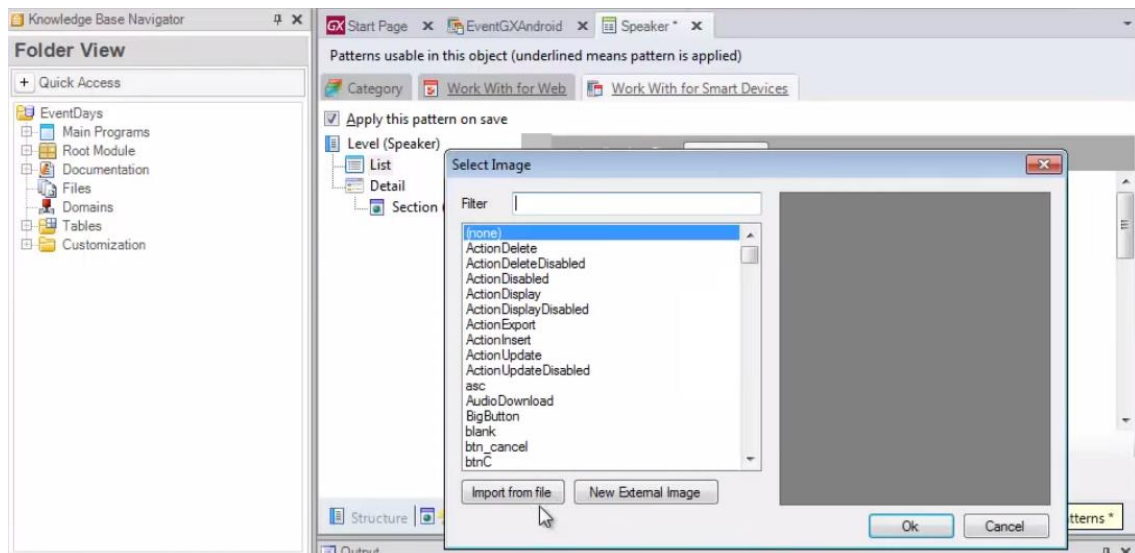 Knowledge Base Navigator
Folder View
+ Quick Access
EventDays
Main Programs
Root Module
Documentation
Files
Domains
Tables
Customization
GX Start Page
EventGXAndroid
Speaker *
Patterns usable in this object (underlined means pattern is applied)
Category
Work With for Web
Work With for Smart Devices
Apply this pattern on save
Level (Speaker)
List
Detail
Section (
Select Image
Filter
(none)
ActionDelete
ActionDeleteDisabled
ActionDisabled
ActionDisplay
ActionDisplayDisabled
ActionExport
ActionInsert
ActionUpdate
ActionUpdateDisabled
asc
AudioDownload
BigButton
blank
btn_cancel
btnC
Import from file
New External Image
Ok
Cancel
Structure
tterns *
Output